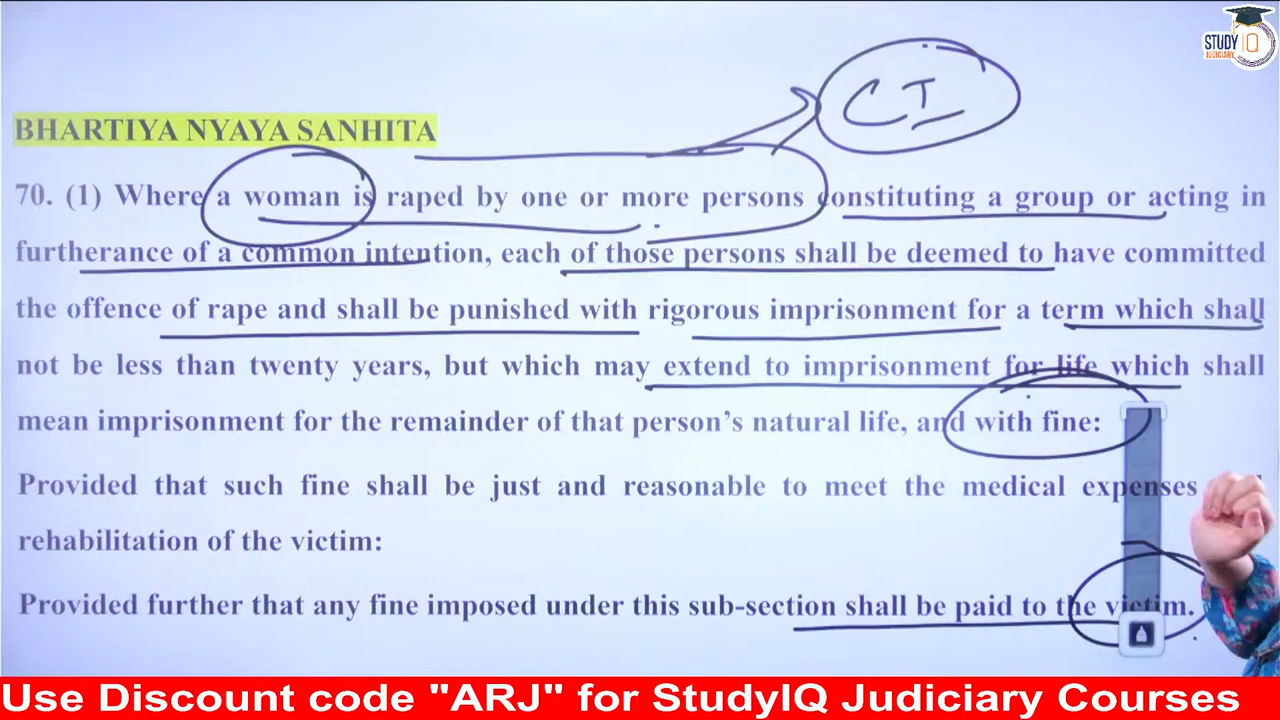 STUDY IQ
JUDICIARY
CI
BHARTIYA NYAYA SANHITA
70. (1) Where a woman is raped by one or more persons constituting a group or acting in
furtherance of a common intention, each of those persons shall be deemed to have committed
the offence of rape and shall be punished with rigorous imprisonment for a term which shall
not be less than twenty years, but which may extend to imprisonment for life which shall
mean imprisonment for the remainder of that person's natural life, and with fine:
Provided that such fine shall be just and reasonable to meet the medical expenses
rehabilitation of the victim:
Provided further that any fine imposed under this sub-section shall be paid to the victim.
Use Discount code "ARJ" for StudyIQ Judiciary Courses